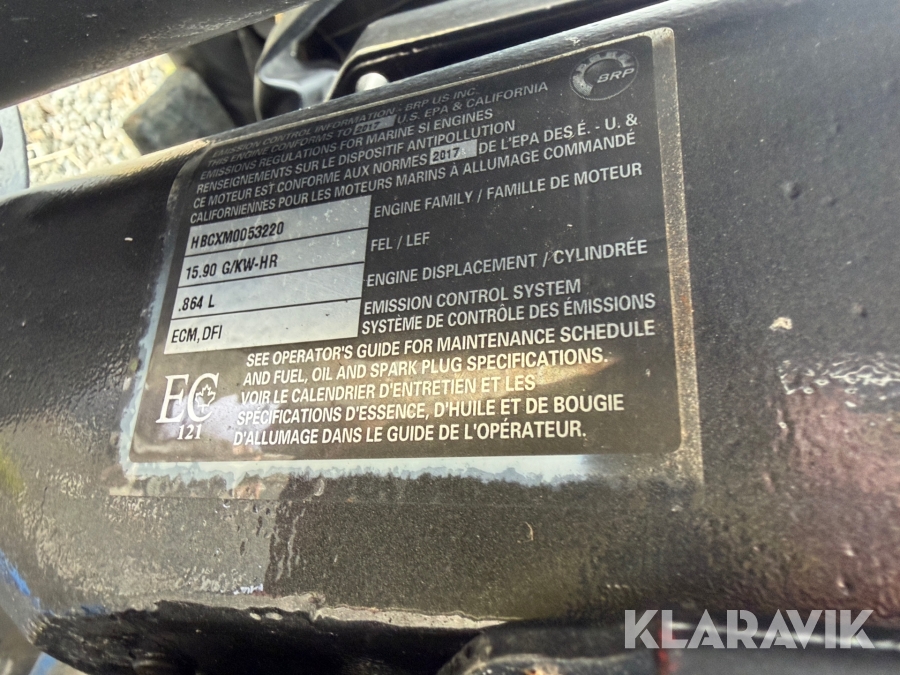 BRP
EMISSION CONTROL INFORMATION - BRP US INC.
THIS ENGINE CONFORMS TO 2017 U.S. EPA & CALIFORNIA
EMISSIONS REGULATIONS FOR MARINE SI ENGINES
RENSEIGNEMENTS SUR LE DISPOSITIF ANTIPOLLUTION
CE MOTEUR EST CONFORME AUX NORMES 2017 DE L'EPA DES É. - U. &
CALIFORNIENNES POUR LES MOTEURS MARINS À ALLUMAGE COMMANDÉ
HBCXM0053220 ENGINE FAMILY / FAMILLE DE MOTEUR
15.90 G/KW-HR FEL / LEF
.864 L ENGINE DISPLACEMENT / CYLINDRÉE
ECM, DFI EMISSION CONTROL SYSTEM
SYSTÈME DE CONTRÔLE DES ÉMISSIONS
SEE OPERATOR'S GUIDE FOR MAINTENANCE SCHEDULE
AND FUEL, OIL AND SPARK PLUG SPECIFICATIONS.
VOIR LE CALENDRIER D'ENTRETIEN ET LES
SPÉCIFICATIONS D'ESSENCE, D'HUILE ET DE BOUGIE
D'ALLUMAGE DANS LE GUIDE DE L'OPÉRATEUR.
EC
121
KLARAVIK